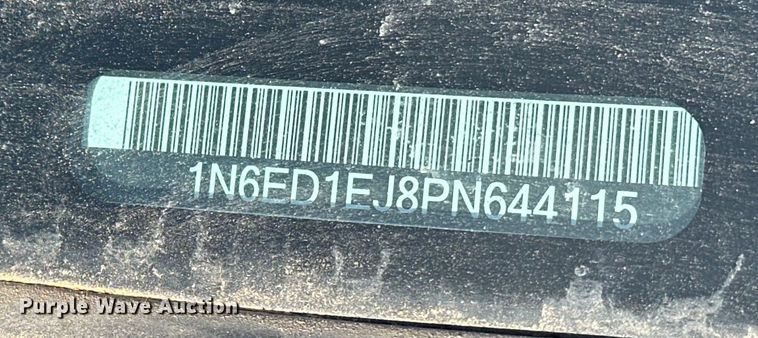 1N6ED1EJ8PN644115
Purple Wave Auction